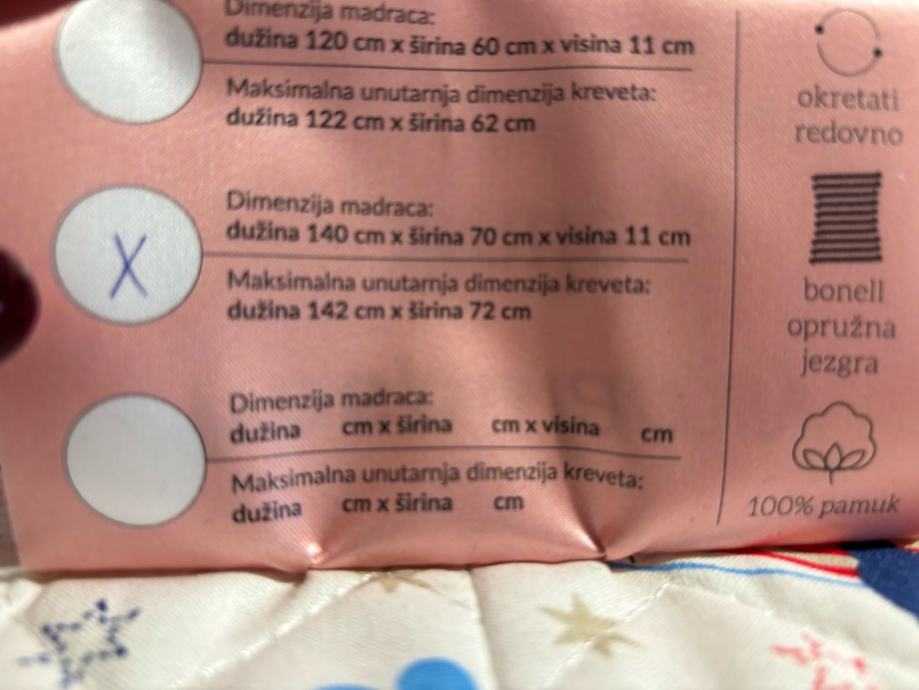 Dimenzija madraca:
dužina 120 cm x širina 60 cm x visina 11 cm
Maksimalna unutarnja dimenzija kreveta:
dužina 122 cm x širina 62 cm
X
Dimenzija madraca:
dužina 140 cm x širina 70 cm x visina 11 cm
Maksimalna unutarnja dimenzija kreveta:
dužina 142 cm x širina 72 cm
Dimenzija madraca:
dužina cm x širina cm x visina cm
Maksimalna unutarnja dimenzija kreveta:
dužina cm x širina cm
okretati
redovno
bonell
opružna
jezgra
100% pamuk